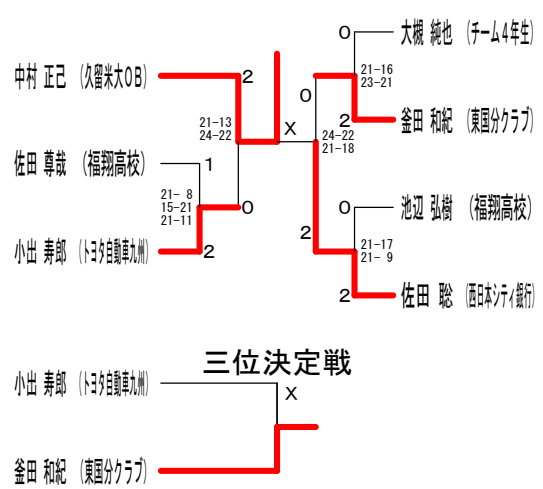 0
大槻 純也 (チーム4年生)
中村 正己 (久留米大OB)
2
21-16
23-21
0
21-13
24-22
X
2
釜田 和紀 (東国分クラブ)
24-22
21-18
佐田 尊哉 (福翔高校)
1
21- 8
15-21
21-11
0
0
池辺 弘樹 (福翔高校)
2
小出 寿郎 (トヨタ自動車九州)
2
21-17
21- 9
2
佐田 聡 (西日本シティ銀行)
三位決定戦
小出 寿郎 (トヨタ自動車九州)
X
釜田 和紀 (東国分クラブ)